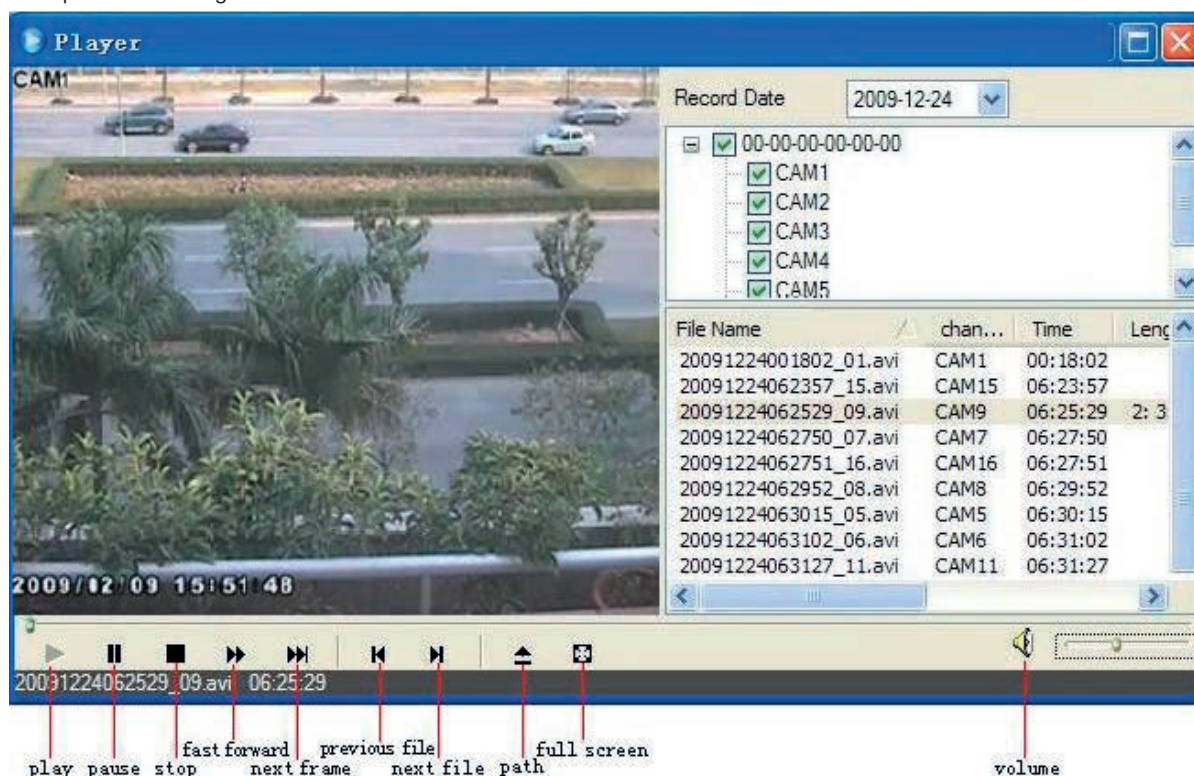 Player
CAM1
Record Date 2009-12-24
00-00-00-00-00-00
CAM1
CAM2
CAM3
CAM4
CAM5
File Name chan... Time Leng
20091224001802_01.avi CAM1 00:18:02
20091224062357_15.avi CAM15 06:23:57
20091224062529_09.avi CAM9 06:25:29 2: 3
20091224062750_07.avi CAM7 06:27:50
20091224062751_16.avi CAM16 06:27:51
20091224062952_08.avi CAM8 06:29:52
20091224063015_05.avi CAM5 06:30:15
20091224063102_06.avi CAM6 06:31:02
20091224063127_11.avi CAM11 06:31:27
2009/02/09 15:51:48
20091224062529_09.avi 06:25:29
fast forward previous file full screen
play pause stop next frame next file path volume